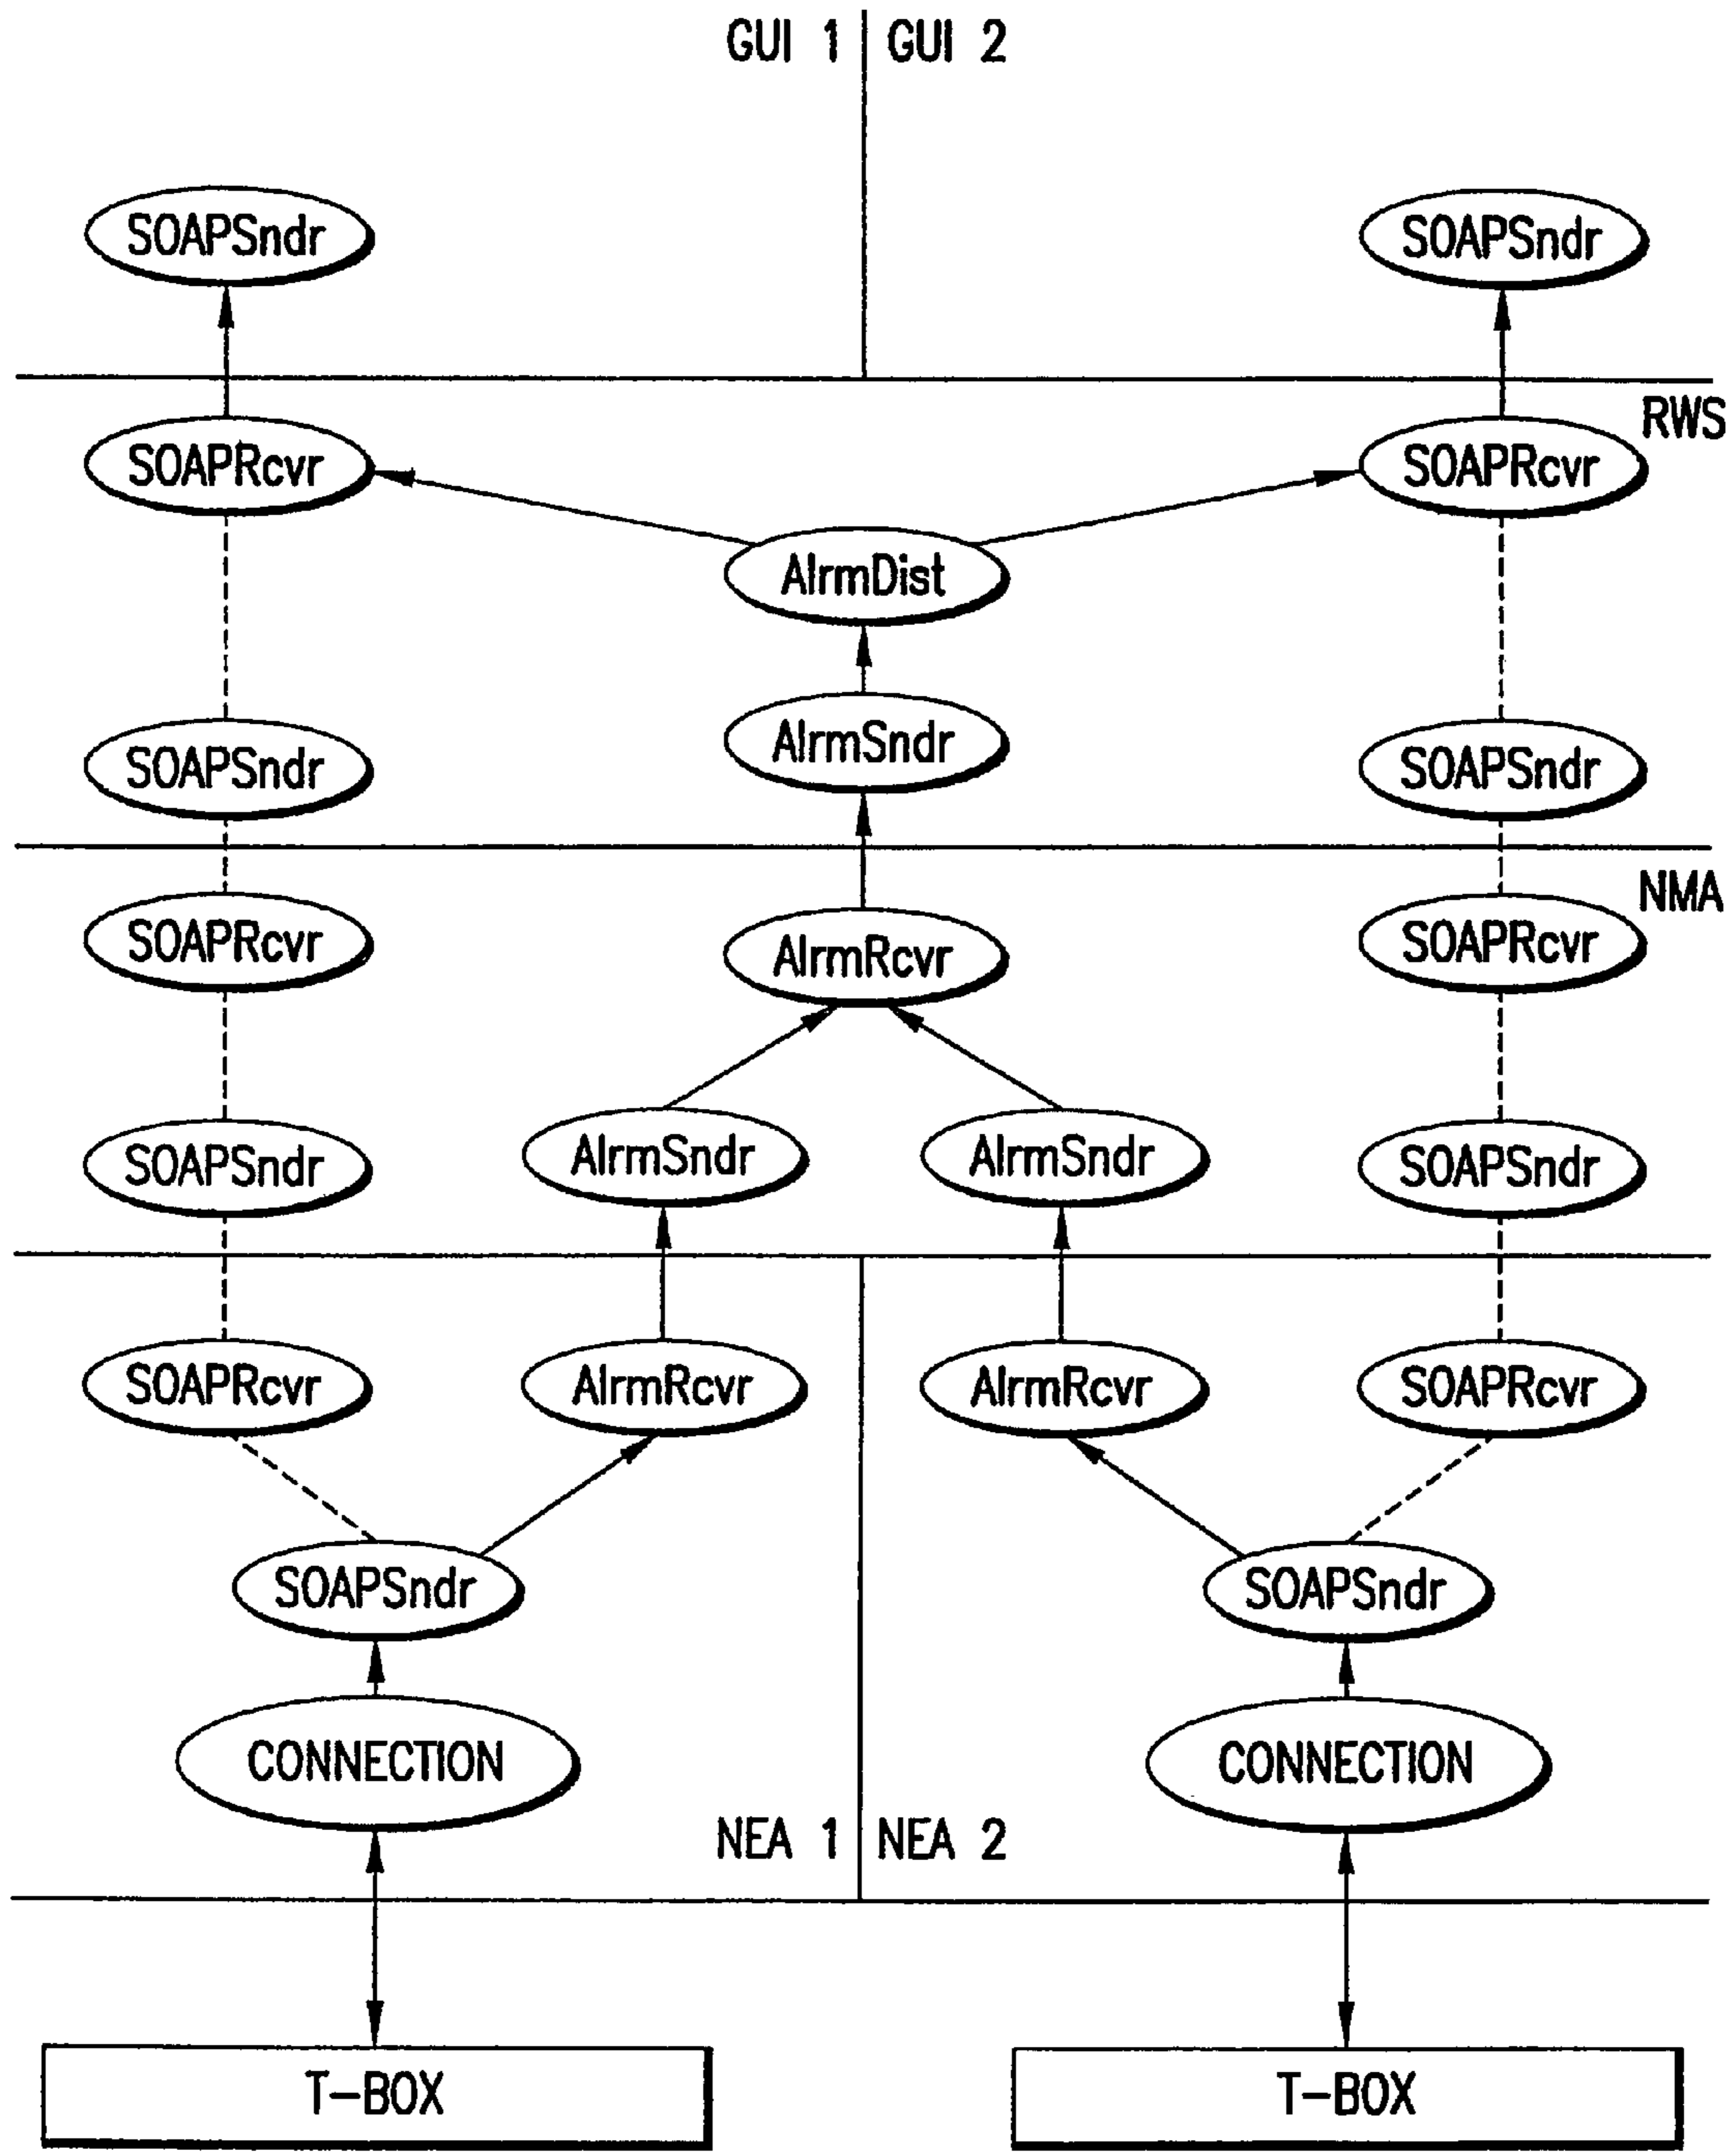 GUI 1 GUI 2
SOAPSndr SOAPSndr
RWS
SOAPRcvr SOAPRcvr
AlrmDist
AlrmSndr
SOAPSndr SOAPSndr
NMA
SOAPRcvr SOAPRcvr
AlrmRcvr
AlrmSndr AlrmSndr
SOAPSndr SOAPSndr
SOAPRcvr AlrmRcvr AlrmRcvr SOAPRcvr
SOAPSndr SOAPSndr
CONNECTION CONNECTION
NEA 1 NEA 2
T-BOX T-BOX